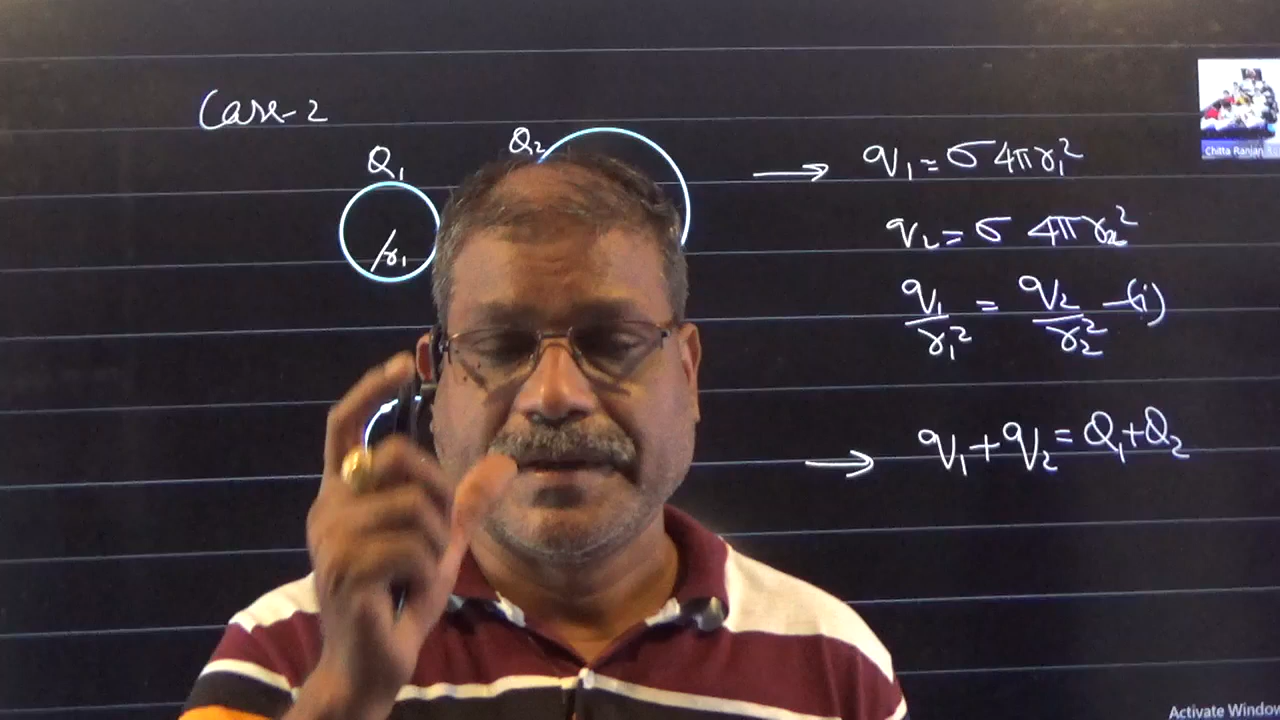 Case-2
Q₁
Q₂
r₁
q₁ = σ 4πr₁²
q₂ = σ 4πr₂²
q₁/r₁² = q₂/r₂² —(i)
q₁+q₂ = Q₁+Q₂
Chitta Ranjan
Activate Window